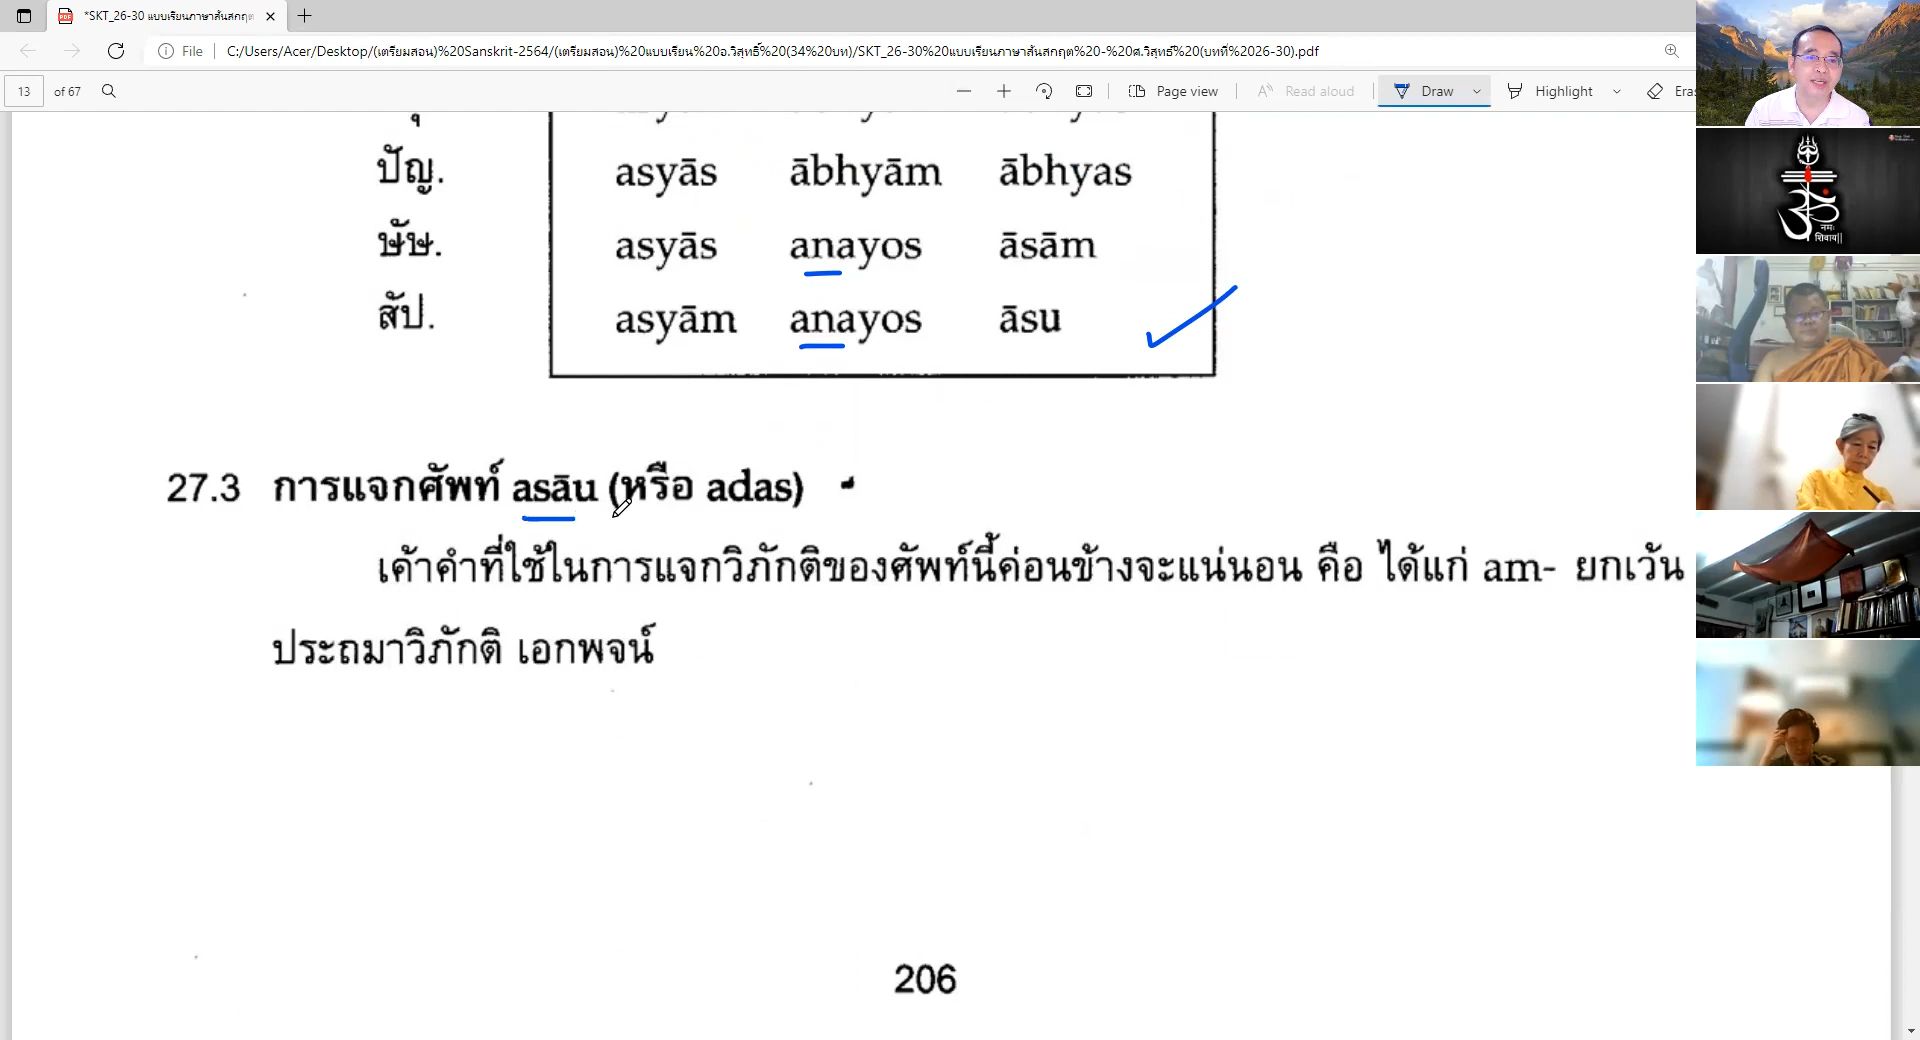 *SKT_26-30 แบบเรียนภาษาสันสกฤต
File
C:/Users/Acer/Desktop/(เตรียมสอน)%20Sanskrit-2564/(เตรียมสอน)%20แบบเรียน%20อ.วิสุทธิ์%20(34%20บท)/SKT_26-30%20แบบเรียนภาษาสันสกฤต%20-%20ศ.วิสุทธ์%20(บทที่%2026-30).pdf
13 of 67 Page view Read aloud Draw Highlight Eras
ปัญ. asyās ābhyām ābhyas
ษัษ. asyās anayos āsām
สัป. asyām anayos āsu
27.3 การแจกศัพท์ asāu (หรือ adas)
เค้าคำที่ใช้ในการแจกวิภักติของศัพท์นี้ค่อนข้างจะแน่นอน คือ ได้แก่ am- ยกเว้น
ประถมาวิภักติ เอกพจน์
206
ॐ
नमः
शिवाय||